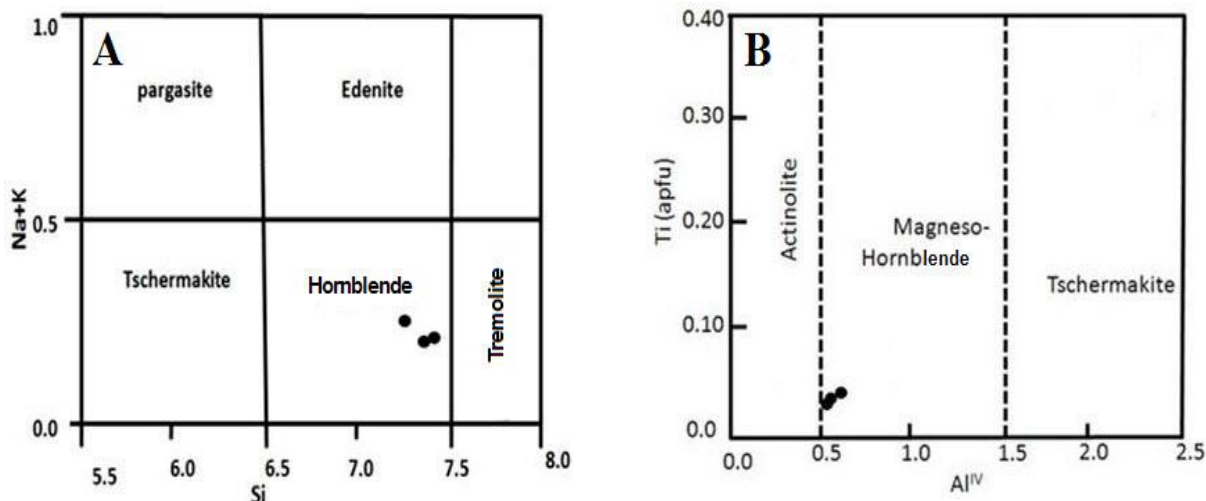 A
1.0
pargasite
Edenite
Na+K
0.5
Tschermakite
Hornblende
Tremolite
0.0
5.5 6.0 6.5 7.0 7.5 8.0
Si
B
0.40
0.30
Ti (apfu)
0.20
Actinolite
Magneso-
Hornblende
Tschermakite
0.10
0.0
0.0 0.5 1.0 1.5 2.0 2.5
Al^IV